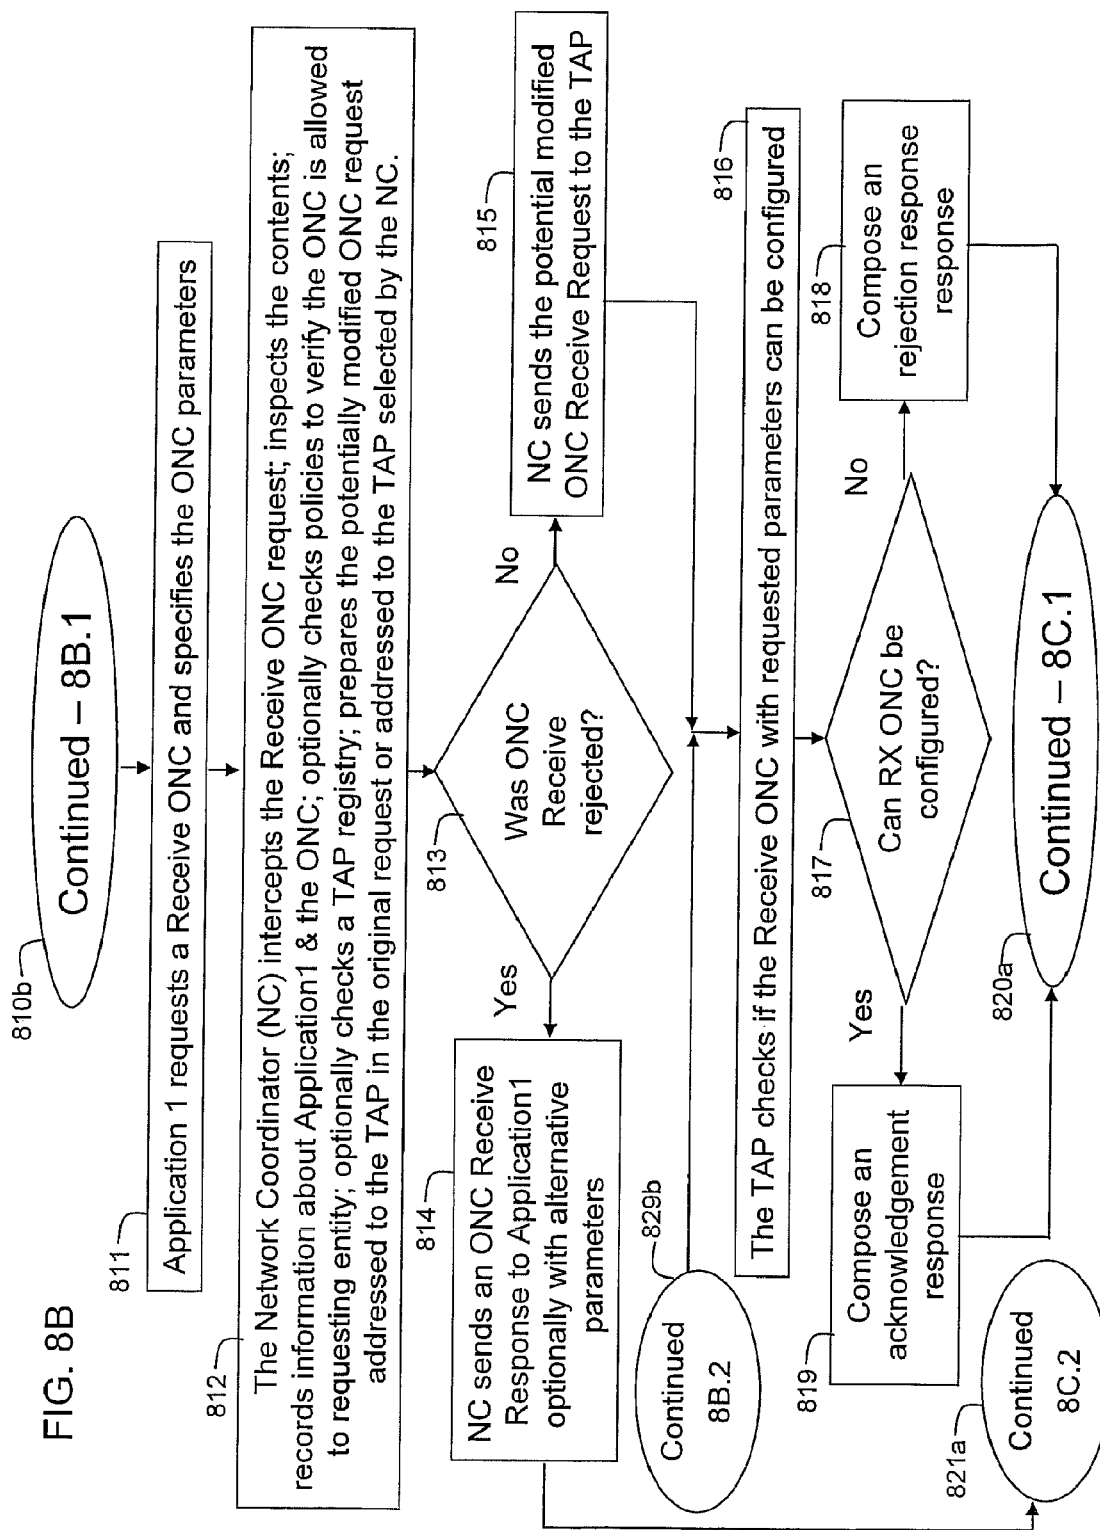 FIG. 8B
810b
Continued – 8B.1
811
Application 1 requests a Receive ONC and specifies the ONC parameters
812
The Network Coordinator (NC) intercepts the Receive ONC request; inspects the contents;
records information about Application1 & the ONC; optionally checks policies to verify the ONC is allowed
to requesting entity; optionally checks a TAP registry; prepares the potentially modified ONC request
addressed to the TAP in the original request or addressed to the TAP selected by the NC.
813
Was ONC
Receive
rejected?
Yes
No
814
NC sends an ONC Receive
Response to Application1
optionally with alternative
parameters
815
NC sends the potential modified
ONC Receive Request to the TAP
829b
Continued
8B.2
816
The TAP checks if the Receive ONC with requested parameters can be configured
817
Can RX ONC be
configured?
Yes
No
819
Compose an
acknowledgement
response
818
Compose an
rejection response
response
821a
Continued
8C.2
820a
Continued – 8C.1